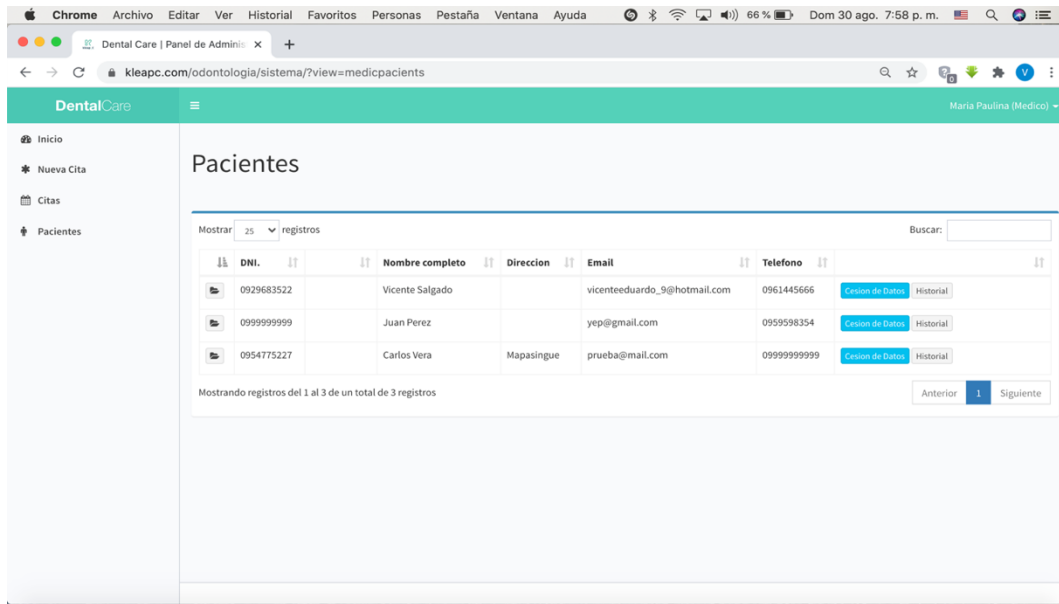 Chrome Archivo Editar Ver Historial Favoritos Personas Pestaña Ventana Ayuda 66 % Dom 30 ago. 7:58 p. m.
Dental Care | Panel de Adminis
kleapc.com/odontologia/sistema/?view=medicpacients V
DentalCare Maria Paulina (Medico)
Inicio
Nueva Cita
Citas
Pacientes
Pacientes
Mostrar 25 registros Buscar:
DNI. Nombre completo Direccion Email Telefono
0929683522 Vicente Salgado vicenteeduardo_9@hotmail.com 0961445666 Cesion de Datos Historial
0999999999 Juan Perez yep@gmail.com 0959598354 Cesion de Datos Historial
0954775227 Carlos Vera Mapasingue prueba@mail.com 09999999999 Cesion de Datos Historial
Mostrando registros del 1 al 3 de un total de 3 registros Anterior 1 Siguiente